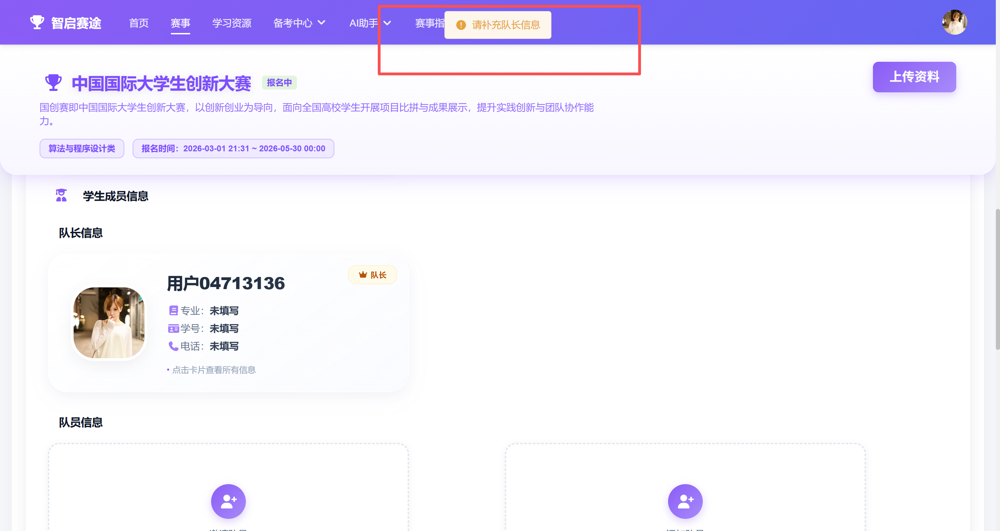 智启赛途
首页
赛事
学习资源
备考中心
AI助手
赛事指
请补充队长信息
中国国际大学生创新大赛
报名中
上传资料
国创赛即中国国际大学生创新大赛，以创新创业为导向，面向全国高校学生开展项目比拼与成果展示，提升实践创新与团队协作能
力。
算法与程序设计类
报名时间：2026-03-01 21:31 ~ 2026-05-30 00:00
学生成员信息
队长信息
用户04713136
队长
专业：未填写
学号：未填写
电话：未填写
• 点击卡片查看所有信息
队员信息